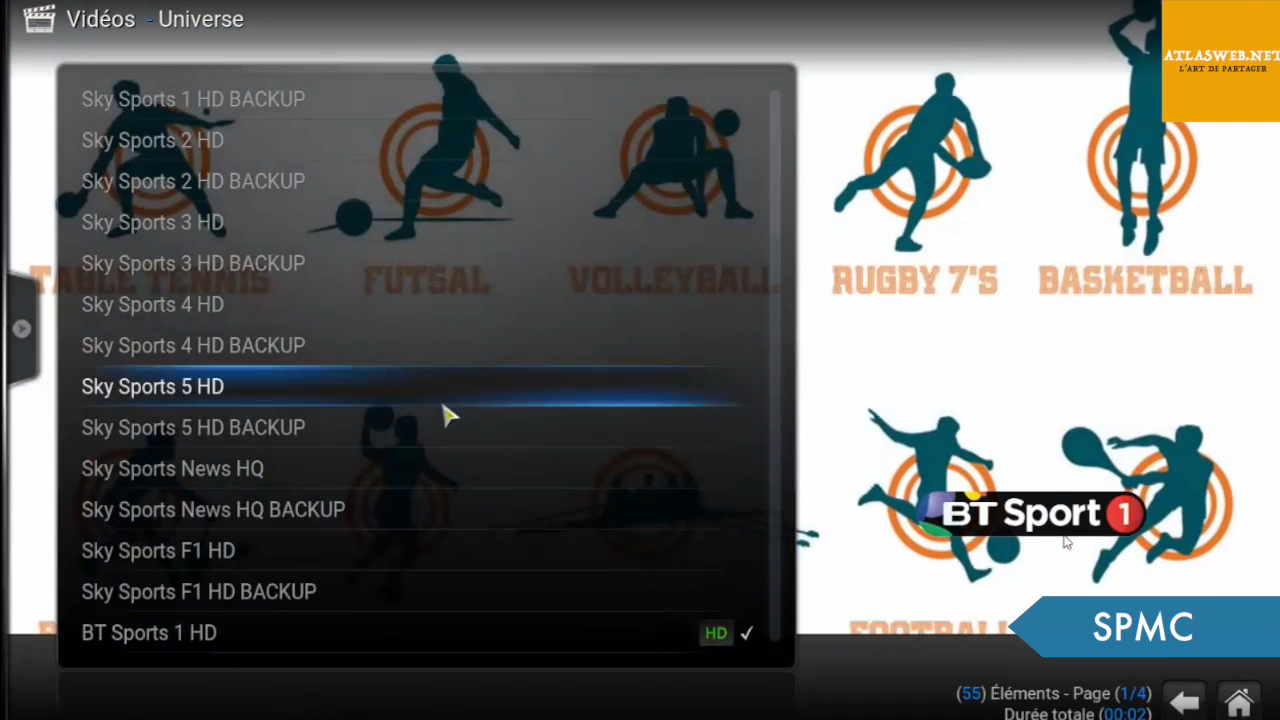 Vidéos - Universe
ATLASWEB.NET
L'ART DE PARTAGER
Sky Sports 1 HD BACKUP
Sky Sports 2 HD
Sky Sports 2 HD BACKUP
Sky Sports 3 HD
Sky Sports 3 HD BACKUP
TABLE TENNIS
FUTSAL
VOLLEYBALL
RUGBY 7'S
BASKETBALL
Sky Sports 4 HD
Sky Sports 4 HD BACKUP
Sky Sports 5 HD
Sky Sports 5 HD BACKUP
Sky Sports News HQ
Sky Sports News HQ BACKUP
BT Sport 1
Sky Sports F1 HD
Sky Sports F1 HD BACKUP
BT Sports 1 HD
HD
FOOTBALL
SPMC
(55) Éléments - Page (1/4)
Durée totale (00:02)